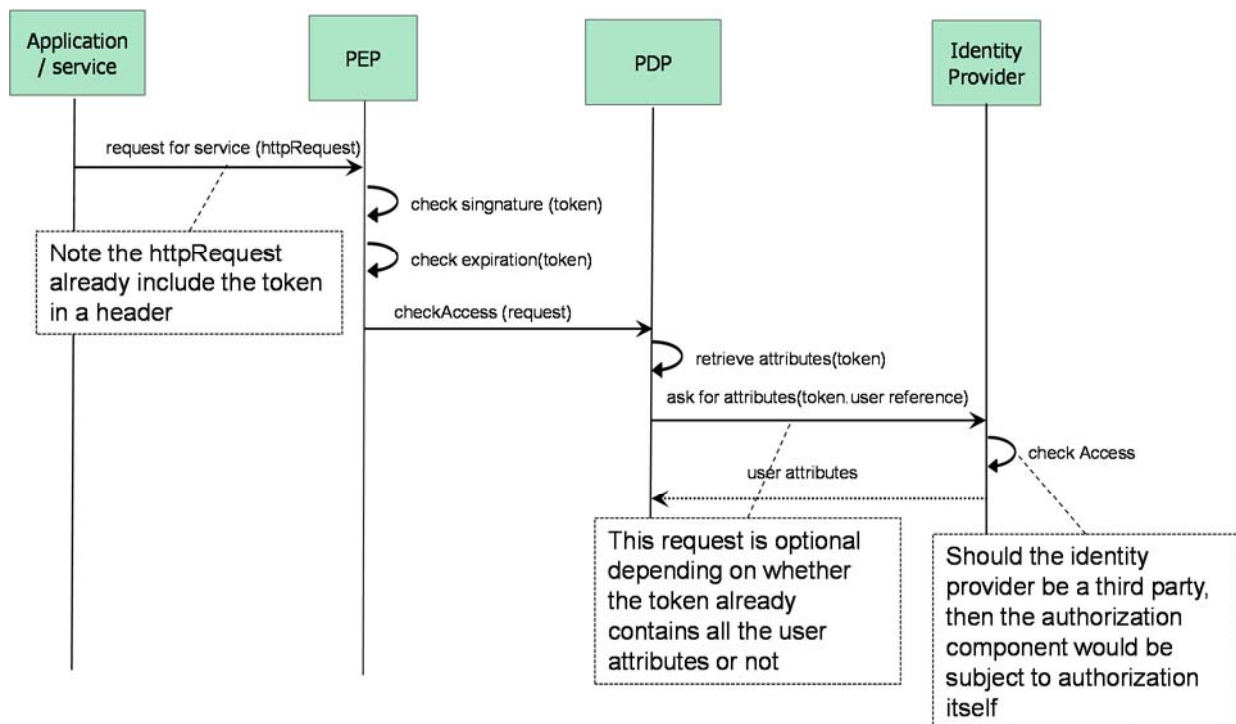 Application
/ service
PEP
PDP
Identity
Provider
request for service (httpRequest)
check singnature (token)
Note the httpRequest
already include the token
in a header
check expiration(token)
checkAccess (request)
retrieve attributes(token)
ask for attributes(token.user reference)
check Access
user attributes
This request is optional
depending on whether
the token already
contains all the user
attributes or not
Should the identity
provider be a third party,
then the authorization
component would be
subject to authorization
itself